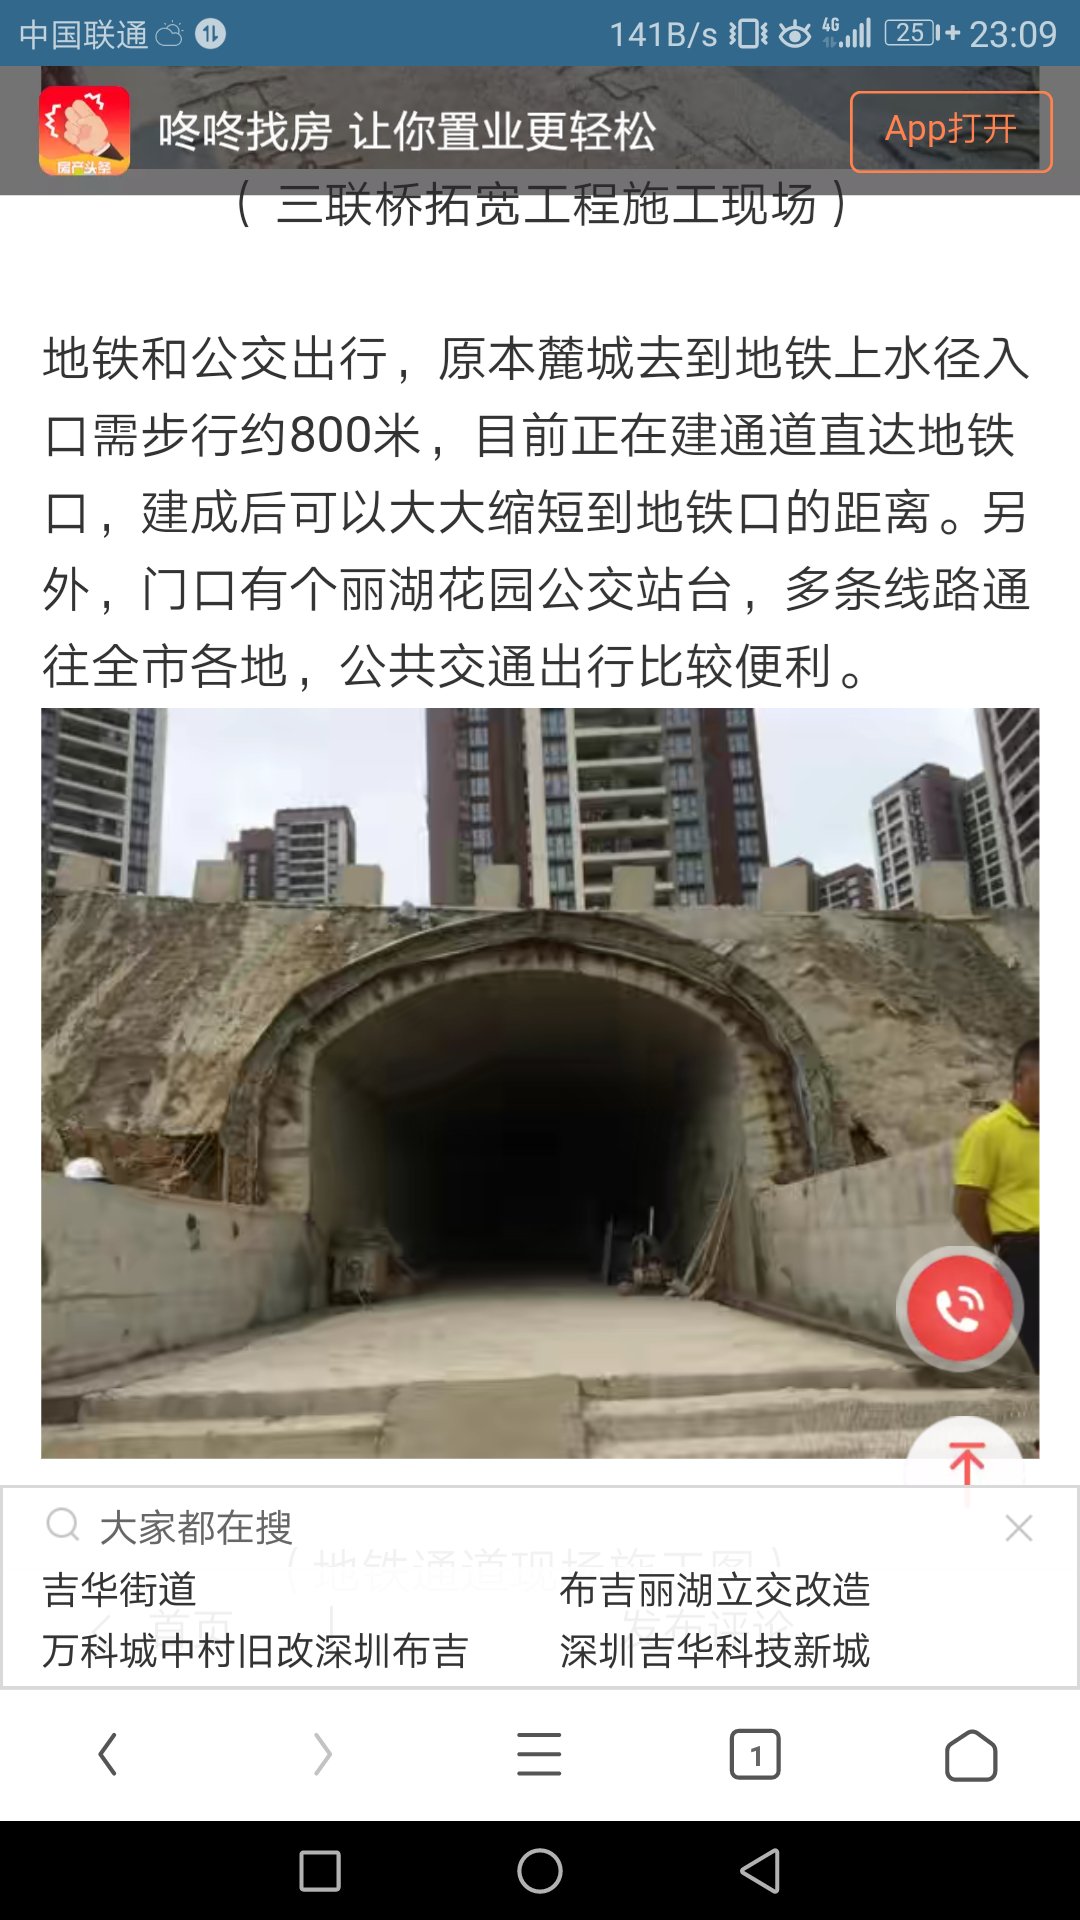 中国联通 141B/s 4G 25 23:09
房产头条
咚咚找房 让你置业更轻松
App打开
（ 三联桥拓宽工程施工现场 ）
地铁和公交出行，原本麓城去到地铁上水径入
口需步行约800米，目前正在建通道直达地铁
口，建成后可以大大缩短到地铁口的距离。另
外，门口有个丽湖花园公交站台，多条线路通
往全市各地，公共交通出行比较便利。
大家都在搜
（地铁通道现场施工图）
吉华街道 布吉丽湖立交改造
首页 发布评论
万科城中村旧改深圳布吉 深圳吉华科技新城
1